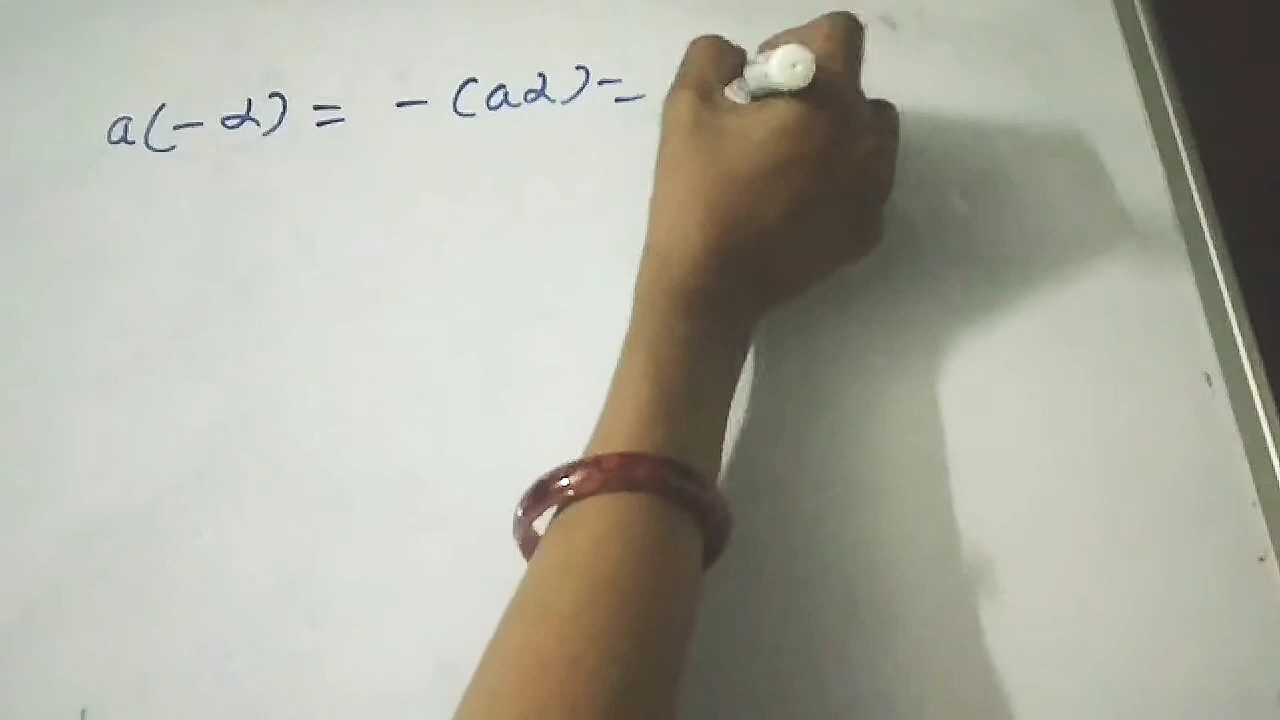 a(-α) = -(aα) =